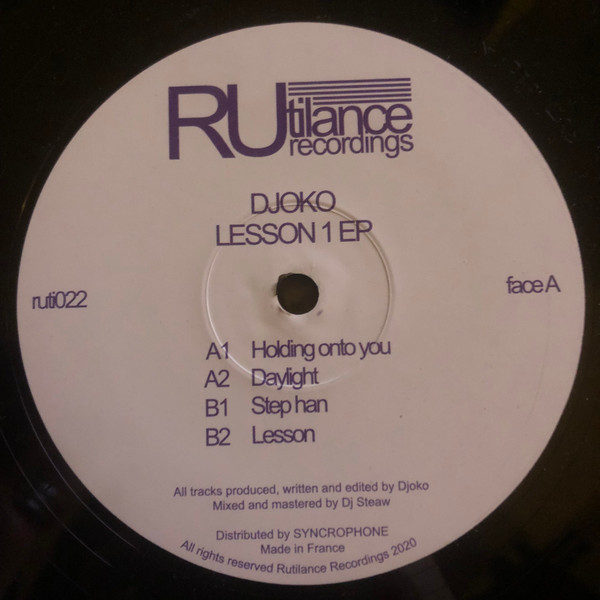 RUtilance
recordings
DJOKO
LESSON 1 EP
ruti022
face A
A1 Holding onto you
A2 Daylight
B1 Step han
B2 Lesson
All tracks produced, written and edited by Djoko
Mixed and mastered by Dj Steaw
Distributed by SYNCROPHONE
Made in France
All rights reserved Rutilance Recordings 2020